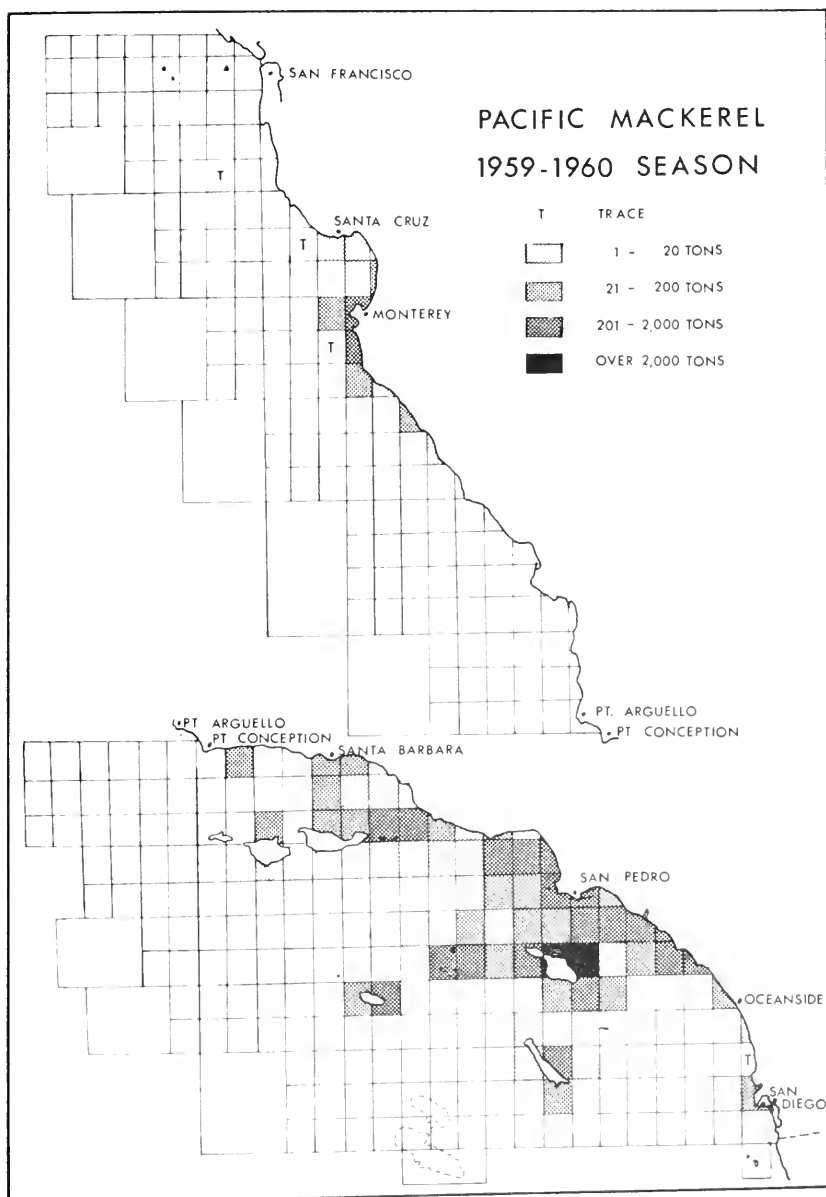 SAN FRANCISCO
PACIFIC MACKEREL
1959-1960 SEASON
T TRACE
1 - 20 TONS
21 - 200 TONS
201 - 2,000 TONS
OVER 2,000 TONS
T
SANTA CRUZ
T
MONTEREY
T
PT. ARGUELLO
PT CONCEPTION
PT ARGUELLO
PT CONCEPTION
SANTA BARBARA
SAN PEDRO
OCEANSIDE
T
SAN
DIEGO